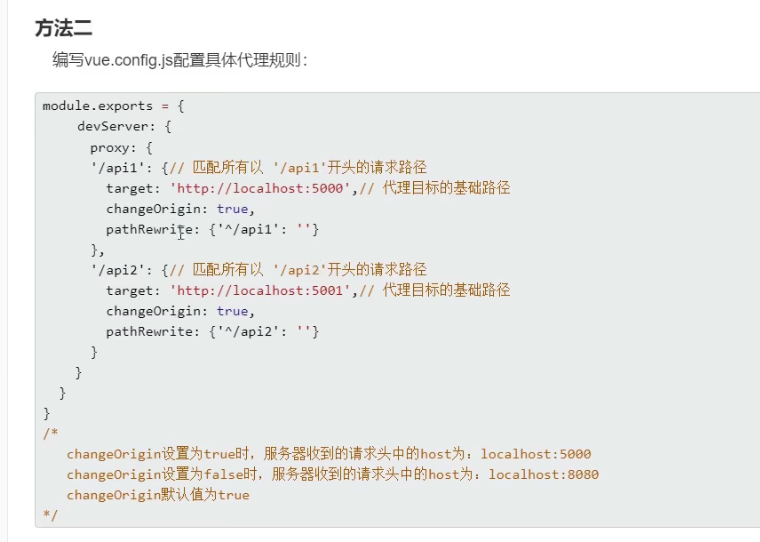 方法二
编写vue.config.js配置具体代理规则：
module.exports = {
devServer: {
proxy: {
'/api1': {// 匹配所有以 '/api1'开头的请求路径
target: 'http://localhost:5000',// 代理目标的基础路径
changeOrigin: true,
pathRewrite: {'^/api1': ''}
},
'/api2': {// 匹配所有以 '/api2'开头的请求路径
target: 'http://localhost:5001',// 代理目标的基础路径
changeOrigin: true,
pathRewrite: {'^/api2': ''}
}
}
}
}
/*
changeOrigin设置为true时，服务器收到的请求头中的host为：localhost:5000
changeOrigin设置为false时，服务器收到的请求头中的host为：localhost:8080
changeOrigin默认值为true
*/